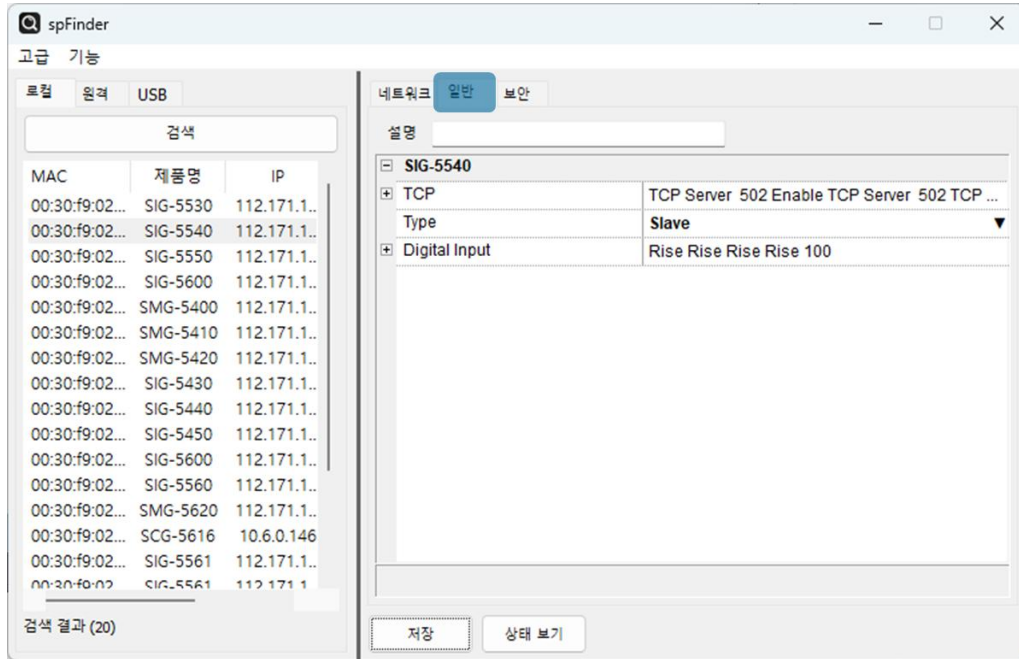 spFinder
고급 기능
로컬 원격 USB
검색
MAC 제품명 IP
00:30:f9:02... SIG-5530 112.171.1..
00:30:f9:02... SIG-5540 112.171.1..
00:30:f9:02... SIG-5550 112.171.1..
00:30:f9:02... SIG-5600 112.171.1..
00:30:f9:02... SMG-5400 112.171.1..
00:30:f9:02... SMG-5410 112.171.1..
00:30:f9:02... SMG-5420 112.171.1..
00:30:f9:02... SIG-5430 112.171.1..
00:30:f9:02... SIG-5440 112.171.1..
00:30:f9:02... SIG-5450 112.171.1..
00:30:f9:02... SIG-5600 112.171.1..
00:30:f9:02... SIG-5560 112.171.1..
00:30:f9:02... SMG-5620 112.171.1..
00:30:f9:02... SCG-5616 10.6.0.146
00:30:f9:02... SIG-5561 112.171.1..
00:30:f9:02 SIG-5561 112.171.1
검색 결과 (20)
네트워크 일반 보안
설명
SIG-5540
TCP TCP Server 502 Enable TCP Server 502 TCP ...
Type Slave
Digital Input Rise Rise Rise Rise 100
저장 상태 보기